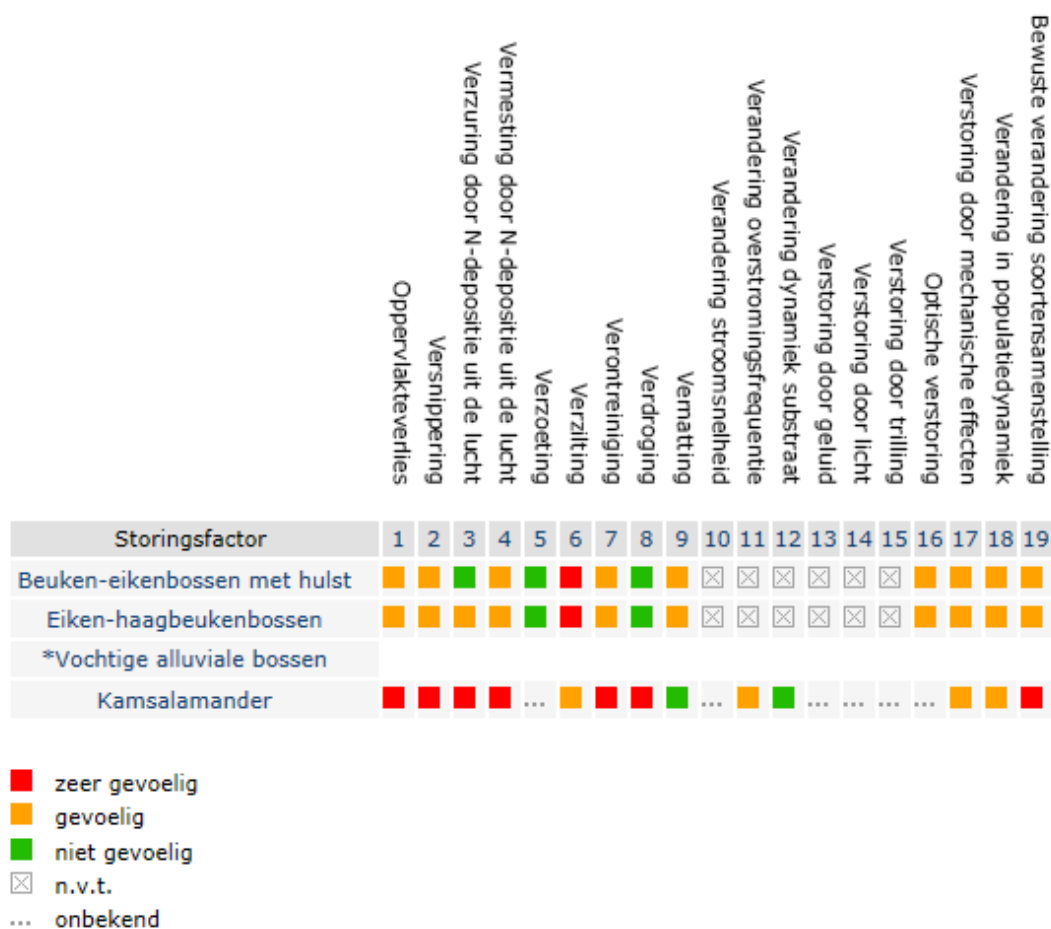 Oppervlakteverlies
Versnippering
Verzuring door N-depositie uit de lucht
Vermesting door N-depositie uit de lucht
Verzoeting
Verzilting
Verontreiniging
Verdroging
Vernatting
Verandering stroomsnelheid
Verandering overstromingsfrequentie
Verandering dynamiek substraat
Verstoring door geluid
Verstoring door licht
Verstoring door trilling
Optische verstoring
Verstoring door mechanische effecten
Verandering in populatiedynamiek
Bewuste verandering soortensamenstelling
Storingsfactor 1 2 3 4 5 6 7 8 9 10 11 12 13 14 15 16 17 18 19
Beuken-eikenbossen met hulst
Eiken-haagbeukenbossen
*Vochtige alluviale bossen
Kamsalamander ... ... ... ... ... ...
zeer gevoelig
gevoelig
niet gevoelig
n.v.t.
... onbekend